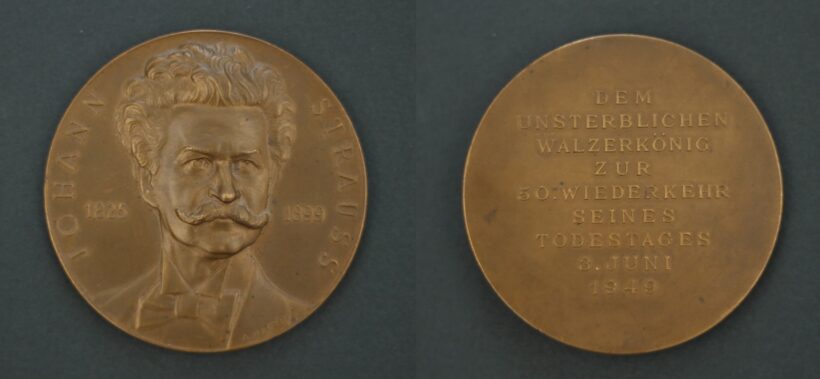 JOHANN STRAUSS
1825 1899
DEM
UNSTERBLICHEN
WALZERKÖNIG
ZUR
50. WIEDERKEHR
SEINES
TODESTAGES
3. JUNI
1949